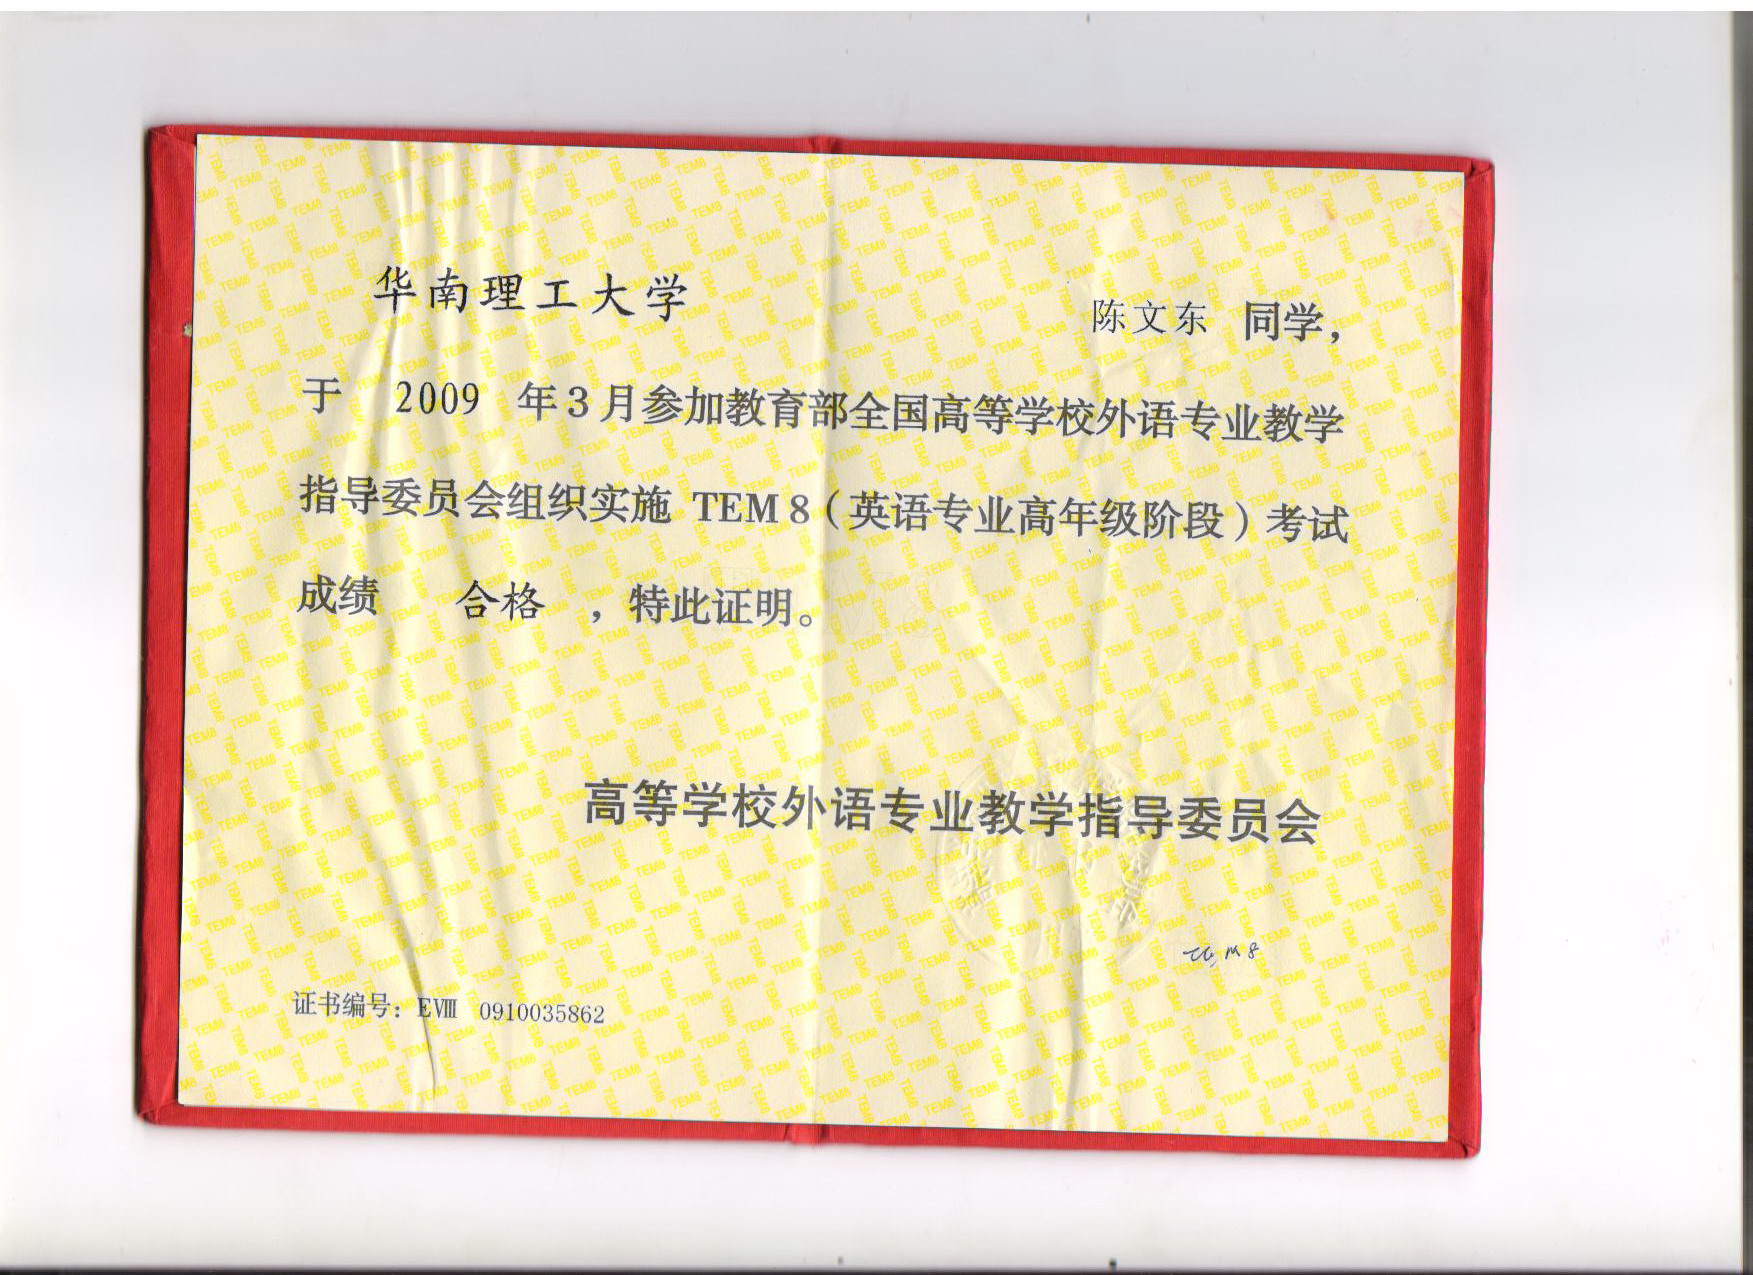 华南理工大学 陈文东 同学，
于 2009 年3月参加教育部全国高等学校外语专业教学
指导委员会组织实施 TEM 8（英语专业高年级阶段）考试
成绩 合格 ，特此证明。
高等学校外语专业教学指导委员会
证书编号：EⅧ 0910035862